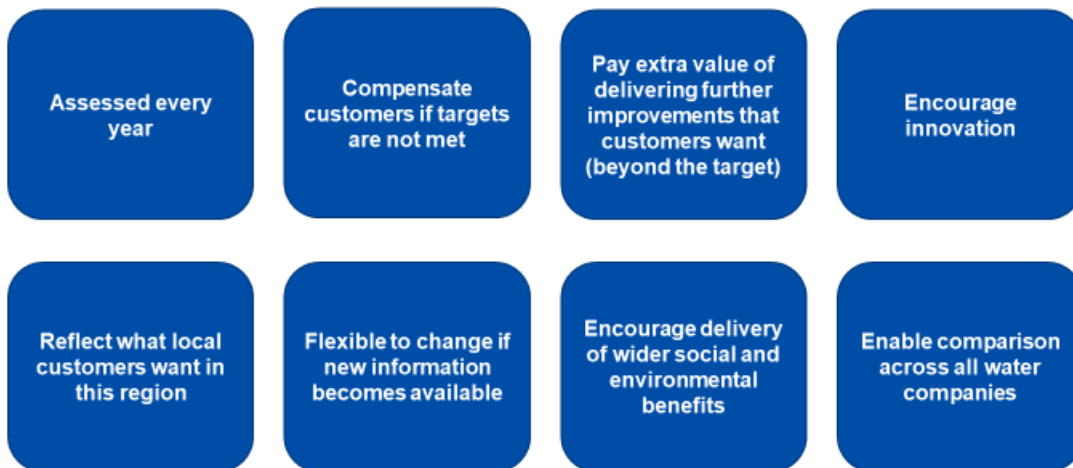 Assessed every
year
Compensate
customers if targets
are not met
Pay extra value of
delivering further
improvements that
customers want
(beyond the target)
Encourage
innovation
Reflect what local
customers want in
this region
Flexible to change if
new information
becomes available
Encourage delivery
of wider social and
environmental
benefits
Enable comparison
across all water
companies